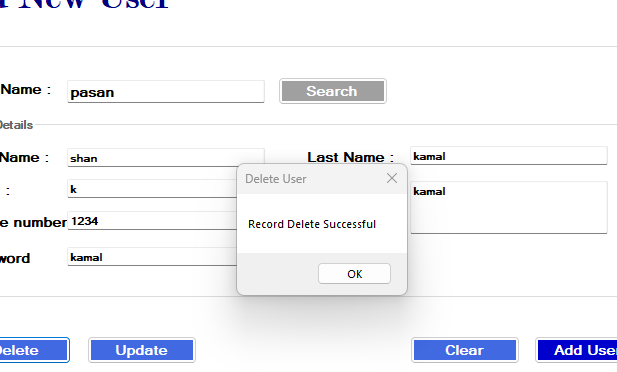 New User
Name :
pasan
Search
Details
Name :
shan
Last Name :
kamal
:
k
kamal
e number
1234
word
kamal
Delete User
Record Delete Successful
OK
Delete
Update
Clear
Add User